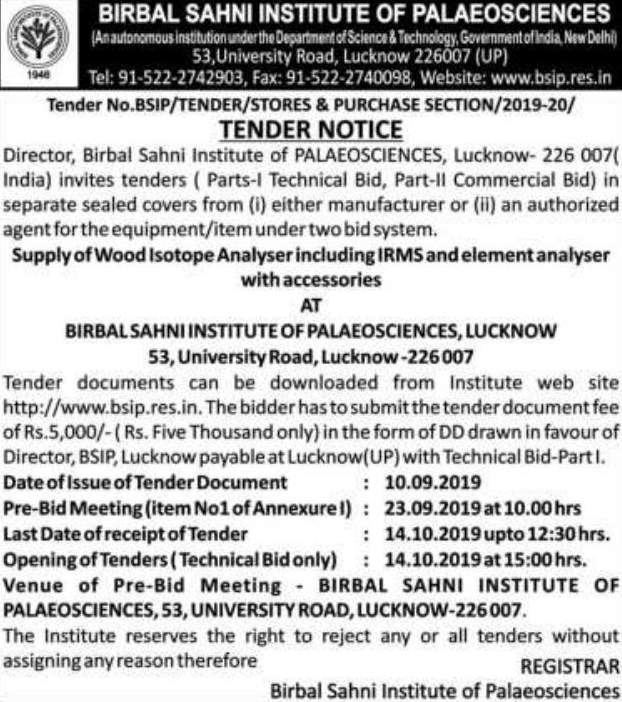 BIRBAL SAHNI INSTITUTE OF PALAEOSCIENCES
(An autonomous Institution under the Department of Science & Technology, Government of India, New Delhi)
53, University Road, Lucknow 226007 (UP)
Tel: 91-522-2742903, Fax: 91-522-2740098, Website: www.bsip.res.in
1946
Tender No.BSIP/TENDER/STORES & PURCHASE SECTION/2019-20/
TENDER NOTICE
Director, Birbal Sahni Institute of PALAEOSCIENCES, Lucknow- 226 007(
India) invites tenders ( Parts-I Technical Bid, Part-II Commercial Bid) in
separate sealed covers from (i) either manufacturer or (ii) an authorized
agent for the equipment/item under two bid system.
Supply of Wood Isotope Analyser including IRMS and element analyser
with accessories
AT
BIRBAL SAHNI INSTITUTE OF PALAEOSCIENCES, LUCKNOW
53, University Road, Lucknow -226 007
Tender documents can be downloaded from Institute web site
http://www.bsip.res.in. The bidder has to submit the tender document fee
of Rs.5,000/- ( Rs. Five Thousand only) in the form of DD drawn in favour of
Director, BSIP, Lucknow payable at Lucknow(UP) with Technical Bid-Part I.
Date of Issue of Tender Document : 10.09.2019
Pre-Bid Meeting (item No1 of Annexure I) : 23.09.2019 at 10.00 hrs
Last Date of receipt of Tender : 14.10.2019 upto 12:30 hrs.
Opening of Tenders ( Technical Bid only) : 14.10.2019 at 15:00 hrs.
Venue of Pre-Bid Meeting - BIRBAL SAHNI INSTITUTE OF
PALAEOSCIENCES, 53, UNIVERSITY ROAD, LUCKNOW-226 007.
The Institute reserves the right to reject any or all tenders without
assigning any reason therefore
REGISTRAR
Birbal Sahni Institute of Palaeosciences